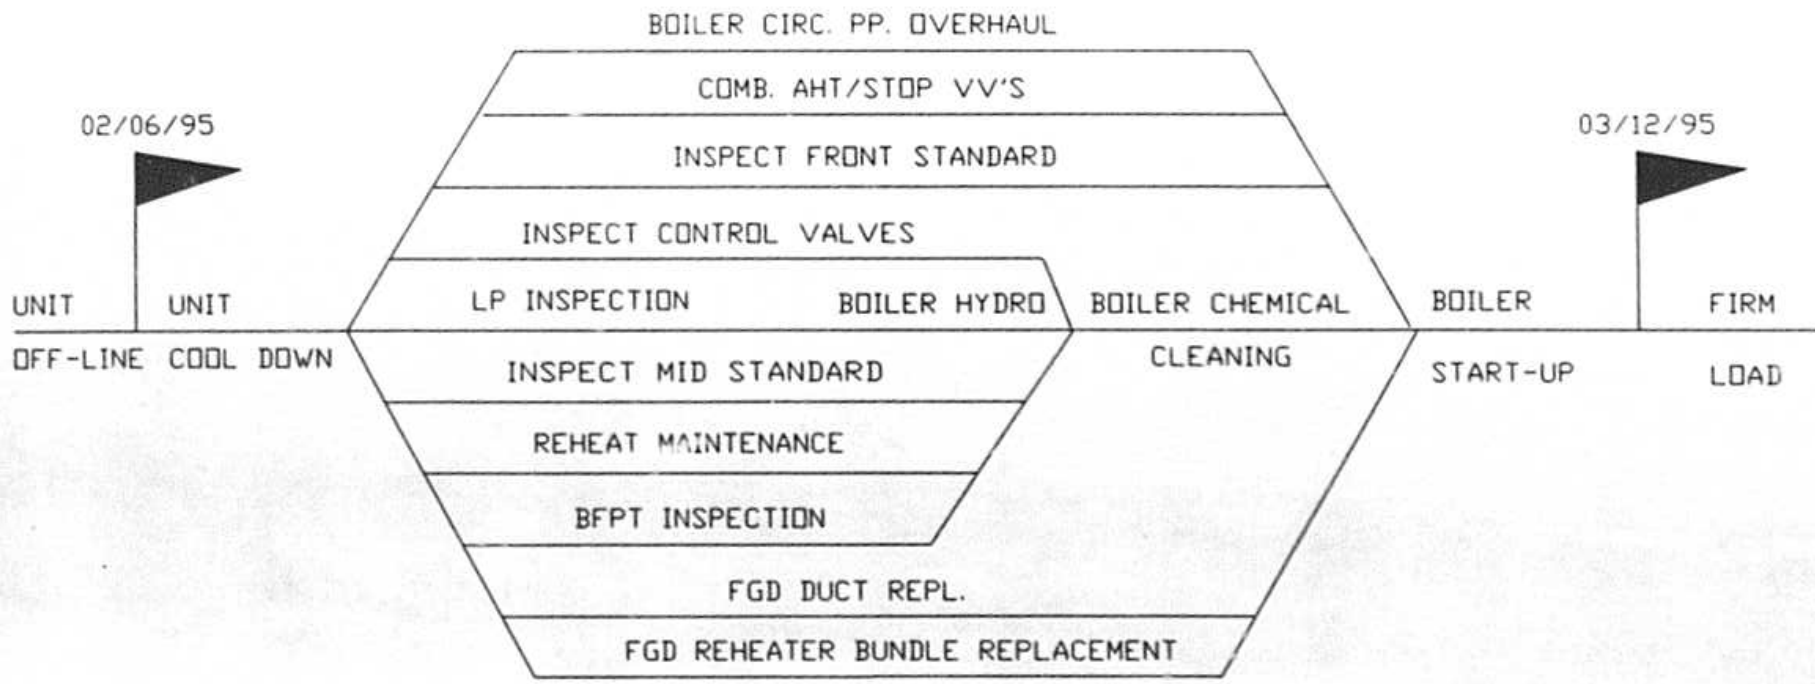 BOILER CIRC. PP. OVERHAUL
COMB. AHT/STOP VV'S
02/06/95
03/12/95
INSPECT FRONT STANDARD
INSPECT CONTROL VALVES
UNIT UNIT LP INSPECTION BOILER HYDRO BOILER CHEMICAL BOILER FIRM
OFF-LINE COOL DOWN INSPECT MID STANDARD CLEANING START-UP LOAD
REHEAT MAINTENANCE
BFPT INSPECTION
FGD DUCT REPL.
FGD REHEATER BUNDLE REPLACEMENT